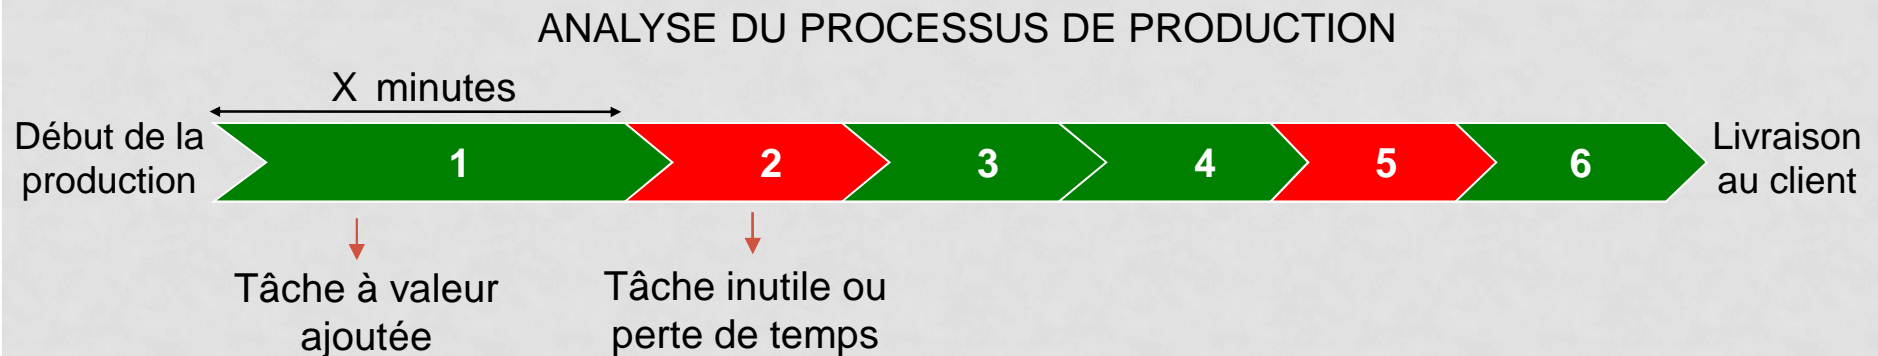 ANALYSE DU PROCESSUS DE PRODUCTION
X minutes
Début de la
production
1
2
3
4
5
6
Livraison
au client
Tâche à valeur
ajoutée
Tâche inutile ou
perte de temps